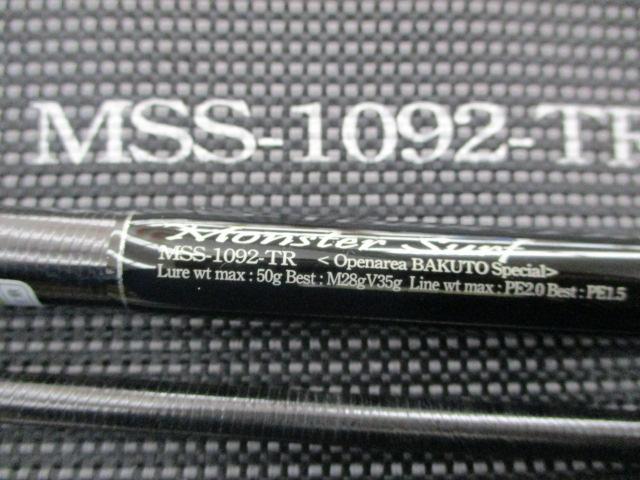 MSS-1092-TR
Monster Surf
MSS-1092-TR <Openarea BAKUTO Special>
Lure wt max : 50g Best : M28gV35g Line wt max : PE2.0 Best : PE1.5